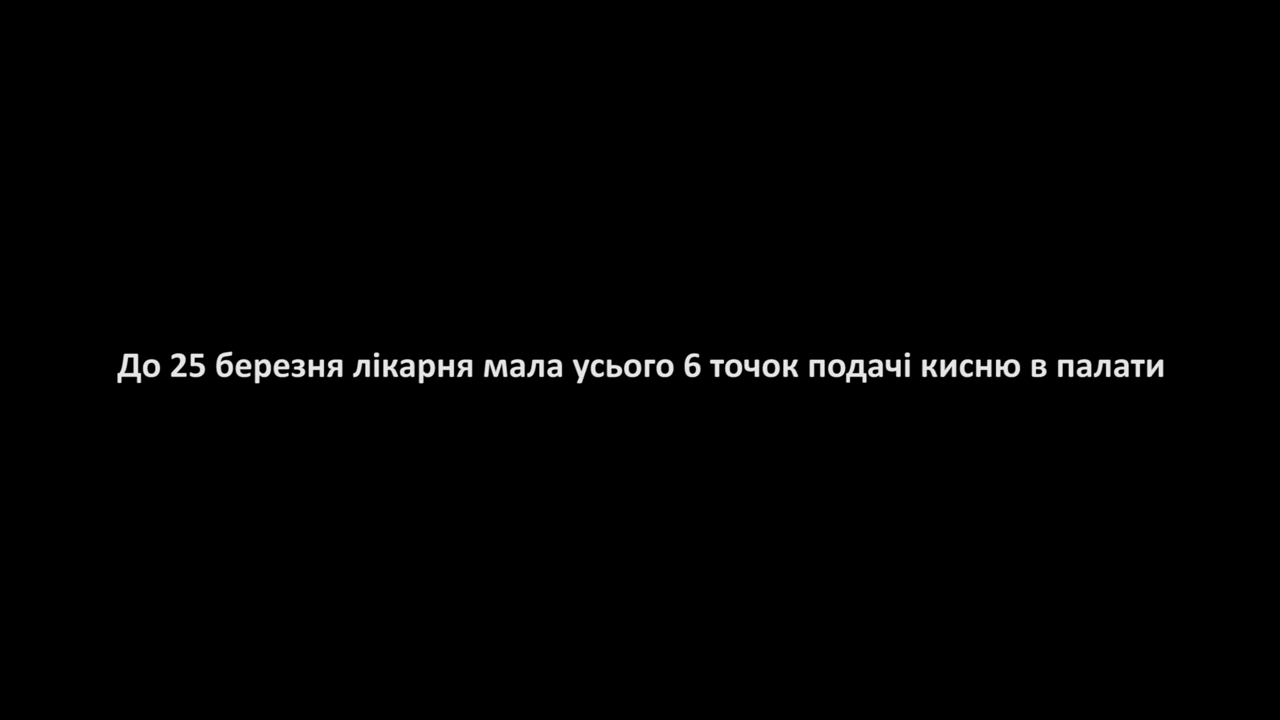 До 25 березня лікарня мала усього 6 точок подачі кисню в палати